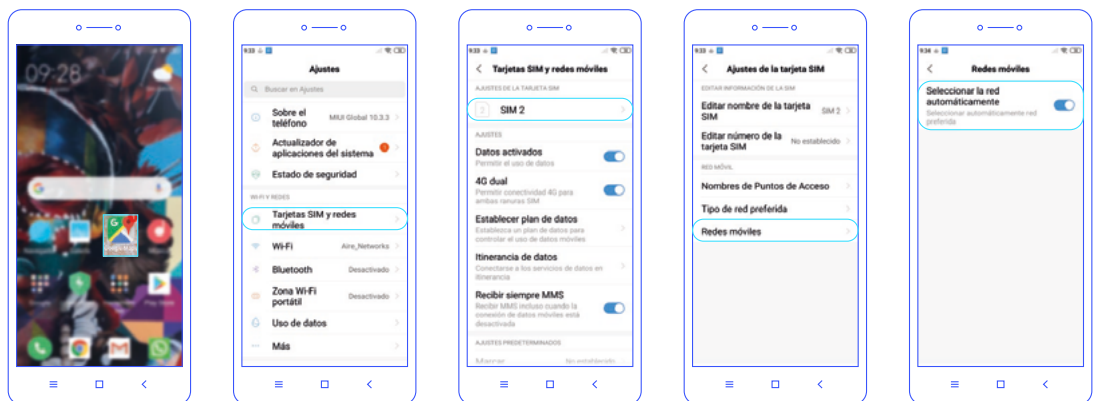 09:28
9:33
Ajustes
Buscar en Ajustes
Sobre el
teléfono
MIUI Global 10.3.3
Actualizador de
aplicaciones del sistema
1
Estado de seguridad
WI-FI Y REDES
Tarjetas SIM y redes
móviles
Wi-Fi
Aire_Networks
Bluetooth
Desactivado
Zona Wi-Fi
portátil
Desactivado
Uso de datos
Más
9:33
Tarjetas SIM y redes móviles
AJUSTES DE LA TARJETA SIM
2
SIM 2
AJUSTES
Datos activados
Permitir el uso de datos
4G dual
Permitir conectividad 4G para
ambas ranuras SIM
Establecer plan de datos
Establezca un plan de datos para
controlar el uso de datos móviles
Itinerancia de datos
Conectarse a los servicios de datos en
itinerancia
Recibir siempre MMS
Recibir MMS incluso cuando la
conexión de datos móviles está
desactivada
AJUSTES PREDETERMINADOS
Marcar
No establecido
9:33
Ajustes de la tarjeta SIM
EDITAR INFORMACIÓN DE LA SIM
Editar nombre de la tarjeta
SIM
SIM 2
Editar número de la
tarjeta SIM
No establecido
RED MÓVIL
Nombres de Puntos de Acceso
Tipo de red preferida
Redes móviles
9:34
Redes móviles
Seleccionar la red
automáticamente
Seleccionar automáticamente red
preferida